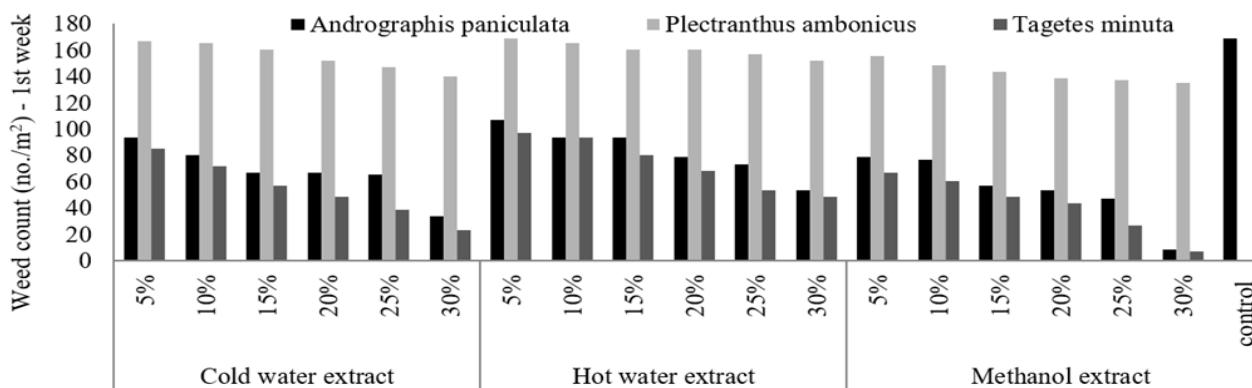 Weed count (no./m²) - 1st week
180
160
140
120
100
80
60
40
20
0
Andrographis paniculata Plectranthus ambonicus Tagetes minuta
5% 10% 15% 20% 25% 30% 5% 10% 15% 20% 25% 30% 5% 10% 15% 20% 25% 30% control
Cold water extract Hot water extract Methanol extract